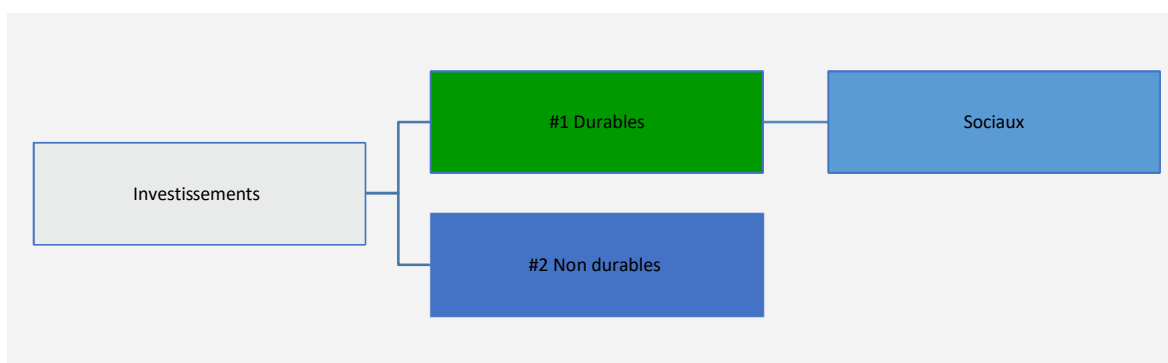 #1 Durables
Sociaux
Investissements
#2 Non durables